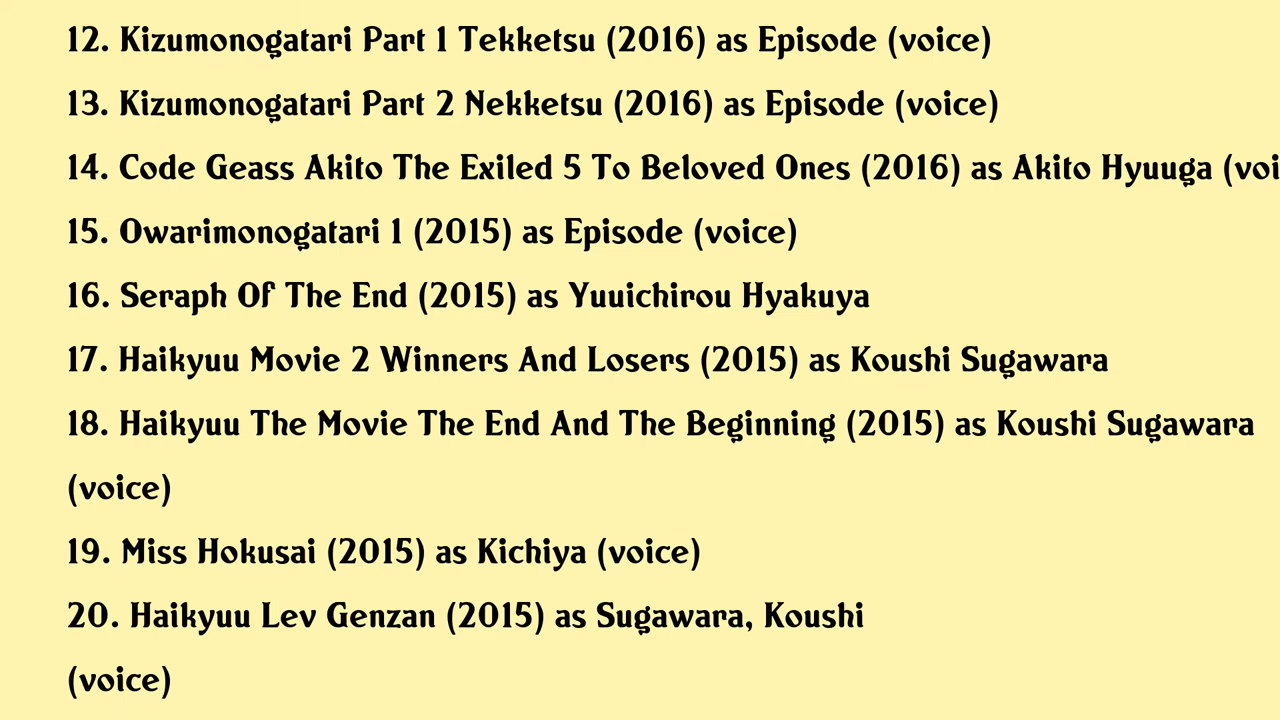 12. Kizumonogatari Part 1 Tekketsu (2016) as Episode (voice)
13. Kizumonogatari Part 2 Nekketsu (2016) as Episode (voice)
14. Code Geass Akito The Exiled 5 To Beloved Ones (2016) as Akito Hyuuga (voi
15. Owarimonogatari 1 (2015) as Episode (voice)
16. Seraph Of The End (2015) as Yuuichirou Hyakuya
17. Haikyuu Movie 2 Winners And Losers (2015) as Koushi Sugawara
18. Haikyuu The Movie The End And The Beginning (2015) as Koushi Sugawara
(voice)
19. Miss Hokusai (2015) as Kichiya (voice)
20. Haikyuu Lev Genzan (2015) as Sugawara, Koushi
(voice)